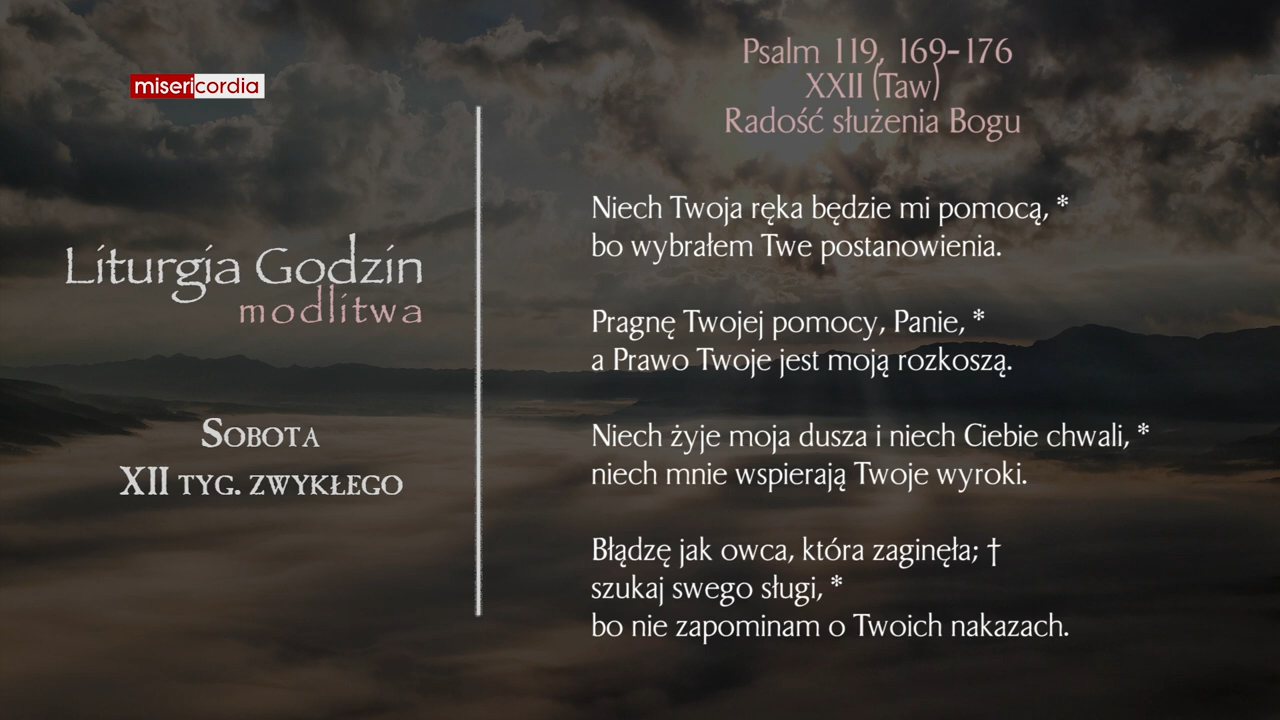 misericordia
Liturgia Godzin
modlitwa
Sobota
XII tyg. zwykłego
Psalm 119, 169-176
XXII (Taw)
Radość służenia Bogu
Niech Twoja ręka będzie mi pomocą, *
bo wybrałem Twe postanowienia.
Pragnę Twojej pomocy, Panie, *
a Prawo Twoje jest moją rozkoszą.
Niech żyje moja dusza i niech Ciebie chwali, *
niech mnie wspierają Twoje wyroki.
Błądzę jak owca, która zaginęła; †
szukaj swego sługi, *
bo nie zapominam o Twoich nakazach.